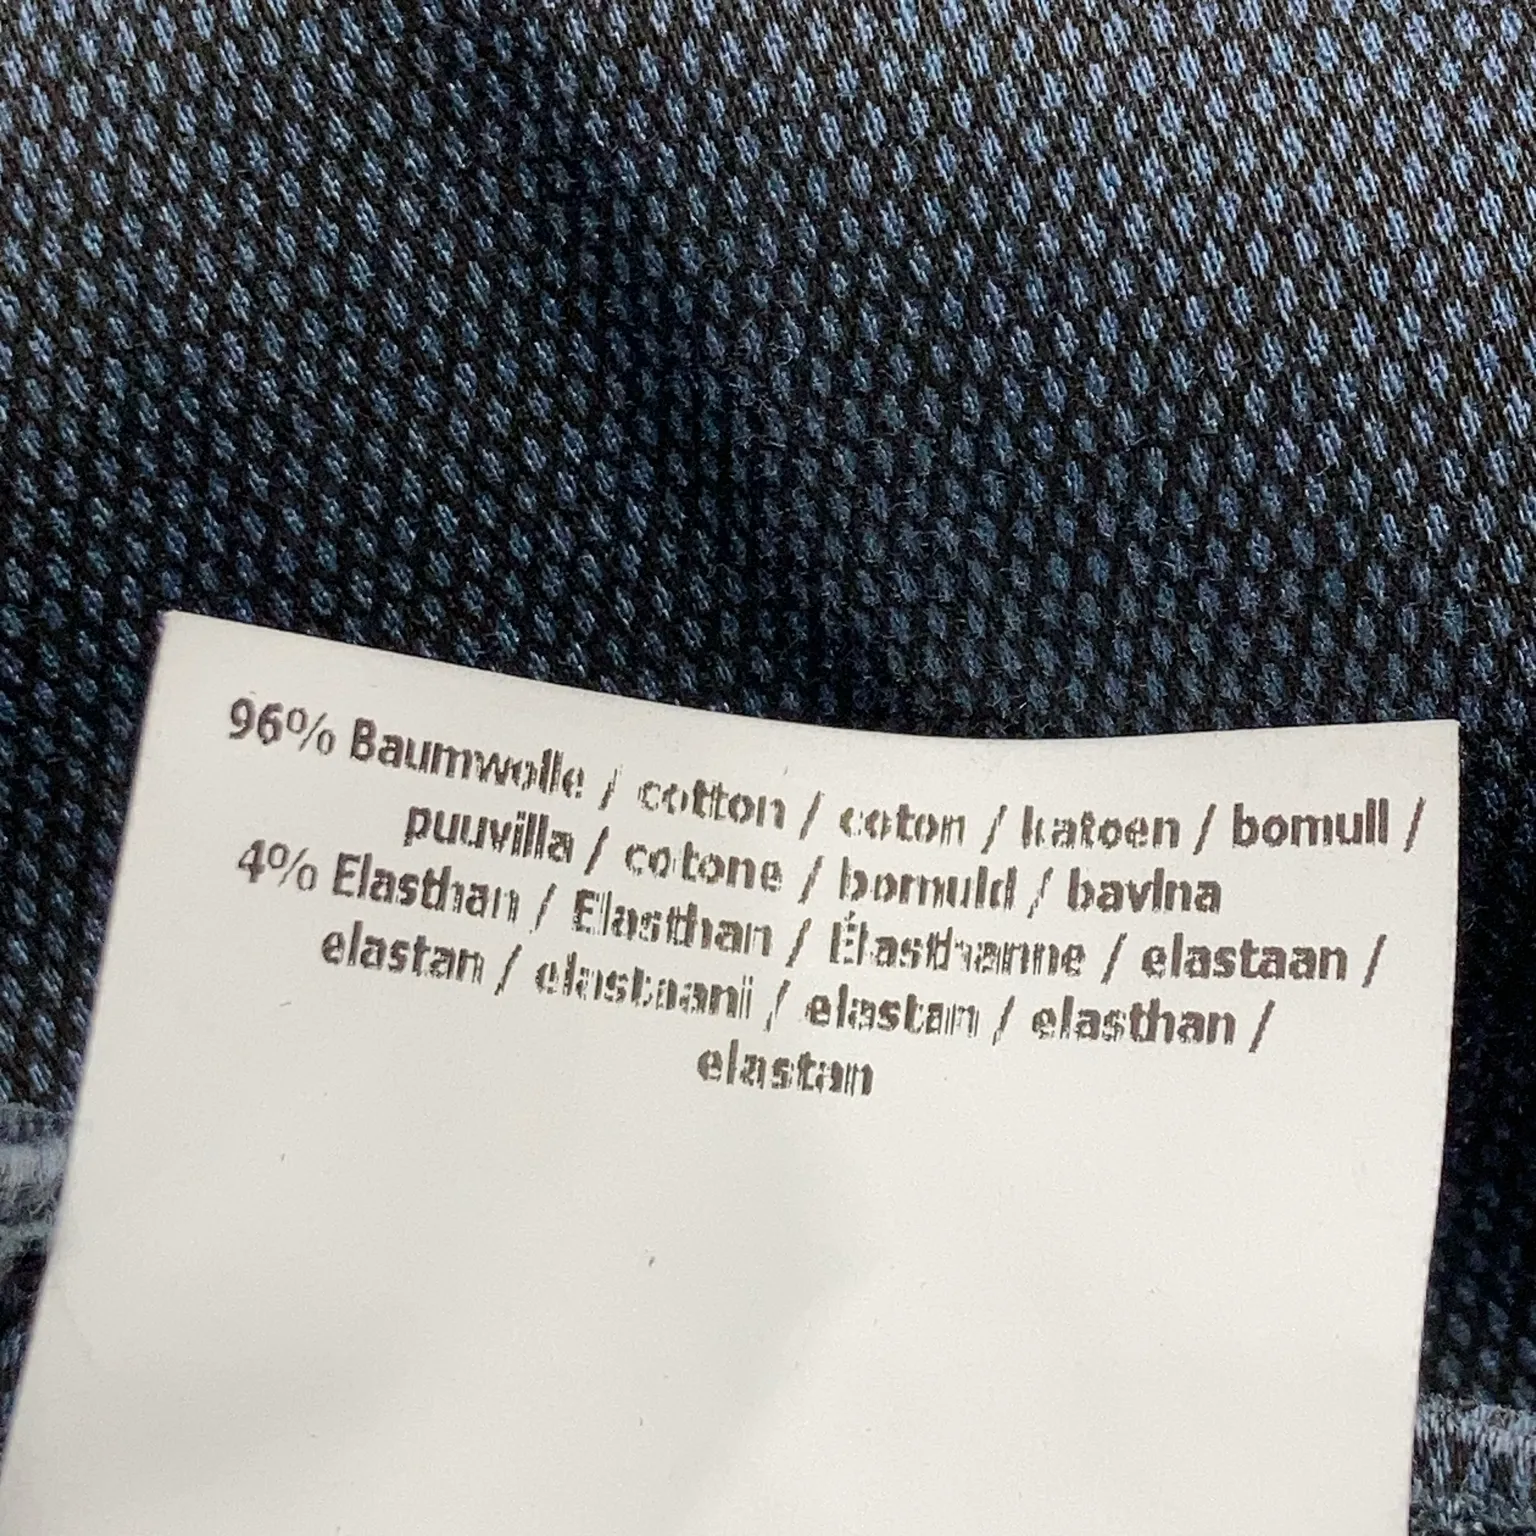 96% Baumwolle / cotton / coton / katoen / bomull /
puuvilla / cotone / bomuld / bavlna
4% Elasthan / Elasthan / Élasthanne / elastaan /
elastan / elastaani / elastan / elasthan /
elastan